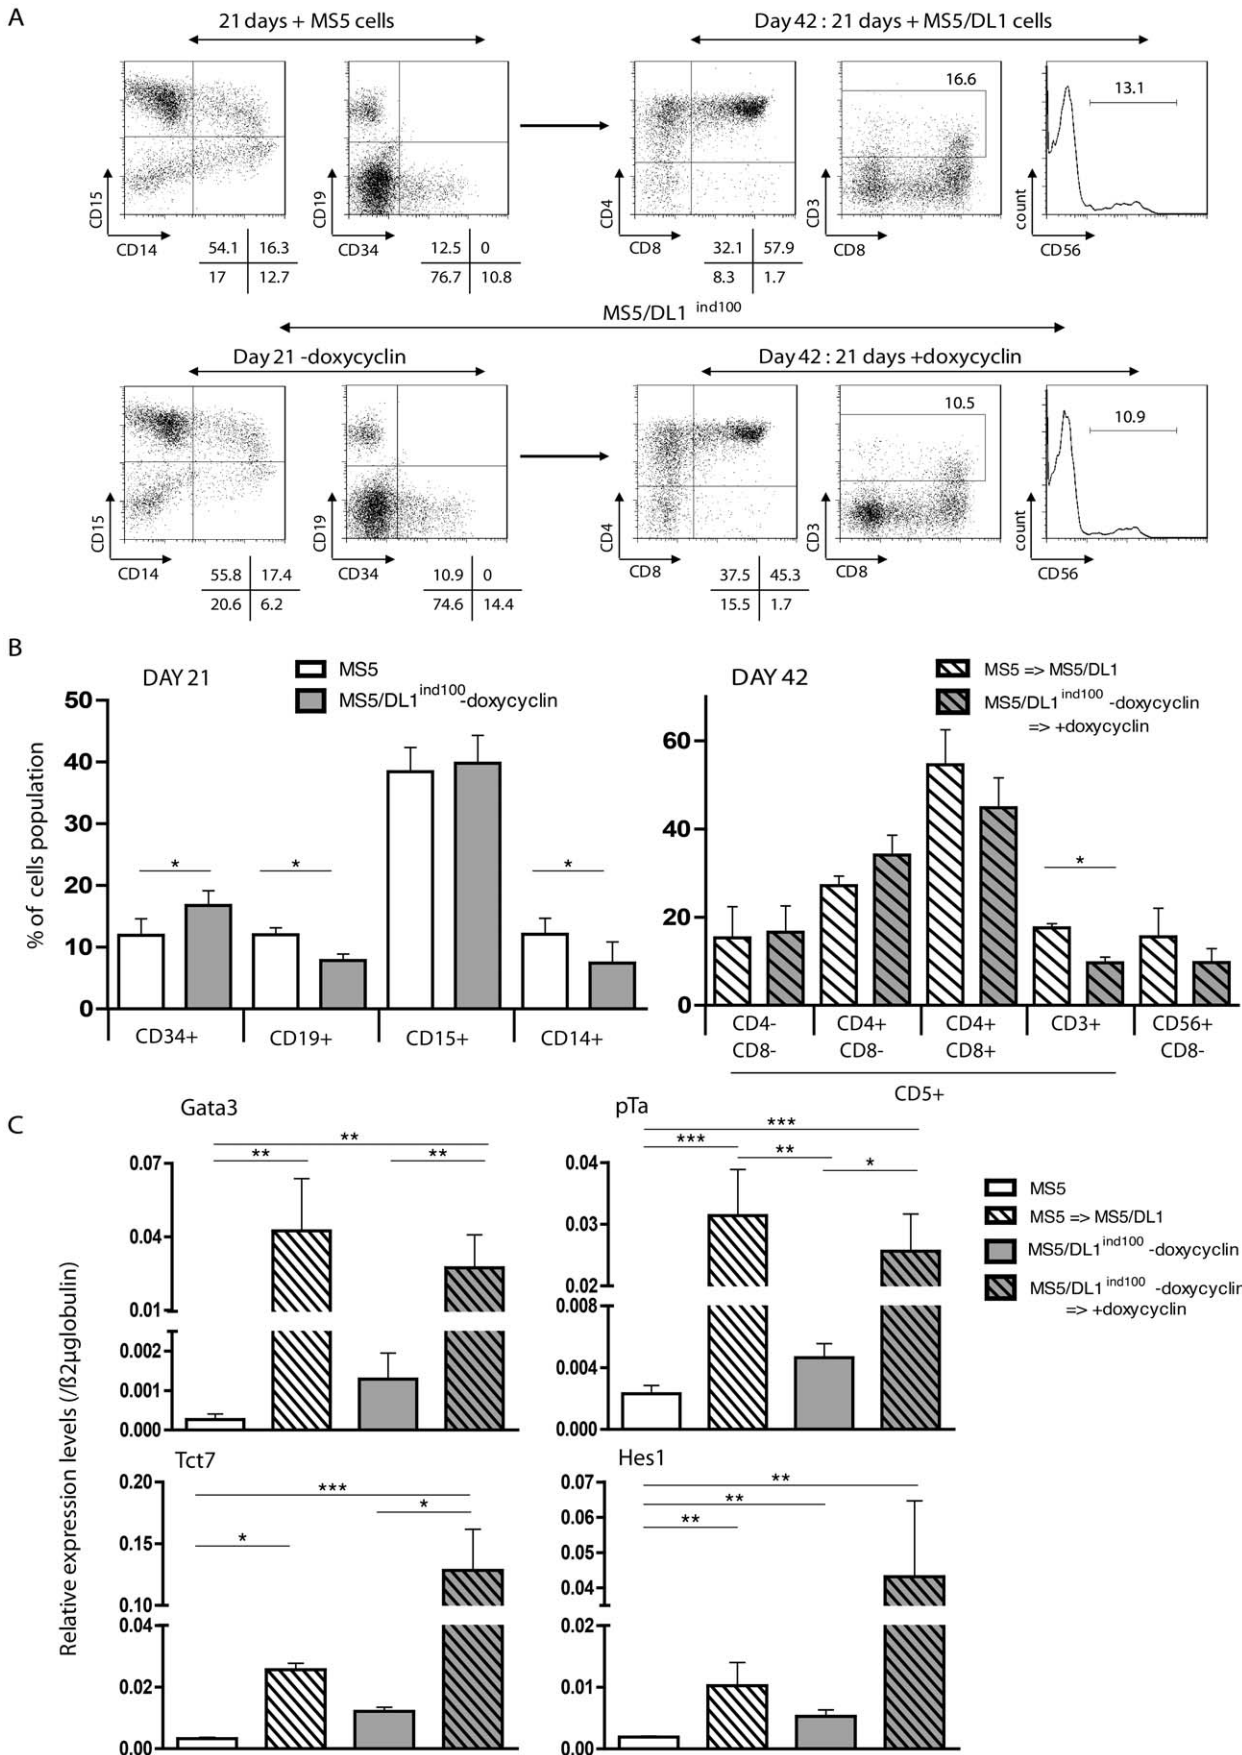 A
21 days + MS5 cells
Day 42 : 21 days + MS5/DL1 cells
16.6
13.1
CD15
CD19
CD4
CD3
count
CD14
CD34
CD8
CD8
CD56
54.1 16.3
17 12.7
12.5 0
76.7 10.8
32.1 57.9
8.3 1.7
MS5/DL1 ind100
Day 21 -doxycyclin
Day 42 : 21 days +doxycyclin
10.5
10.9
CD15
CD19
CD4
CD3
count
CD14
CD34
CD8
CD8
CD56
55.8 17.4
20.6 6.2
10.9 0
74.6 14.4
37.5 45.3
15.5 1.7
B
DAY 21
MS5
MS5/DL1 ind100 -doxycyclin
% of cells population
50
40
30
20
10
0
* * *
CD34+ CD19+ CD15+ CD14+
DAY 42
MS5 => MS5/DL1
MS5/DL1 ind100 -doxycyclin
=> +doxycyclin
60
40
20
0
*
CD4- CD4+ CD4+ CD3+ CD56+
CD8- CD8- CD8+ CD8-
CD5+
C
Relative expression levels (/ß2µglobulin)
Gata3
**
** **
0.07
0.04
0.01
0.002
0.001
0.000
pTa
***
*** **
*
0.04
0.03
0.02
0.008
0.004
0.000
MS5
MS5 => MS5/DL1
MS5/DL1 ind100 -doxycyclin
MS5/DL1 ind100 -doxycyclin
=> +doxycyclin
Tct7
***
*
*
0.20
0.15
0.10
0.04
0.02
0.00
Hes1
**
**
**
0.07
0.06
0.05
0.04
0.02
0.01
0.00